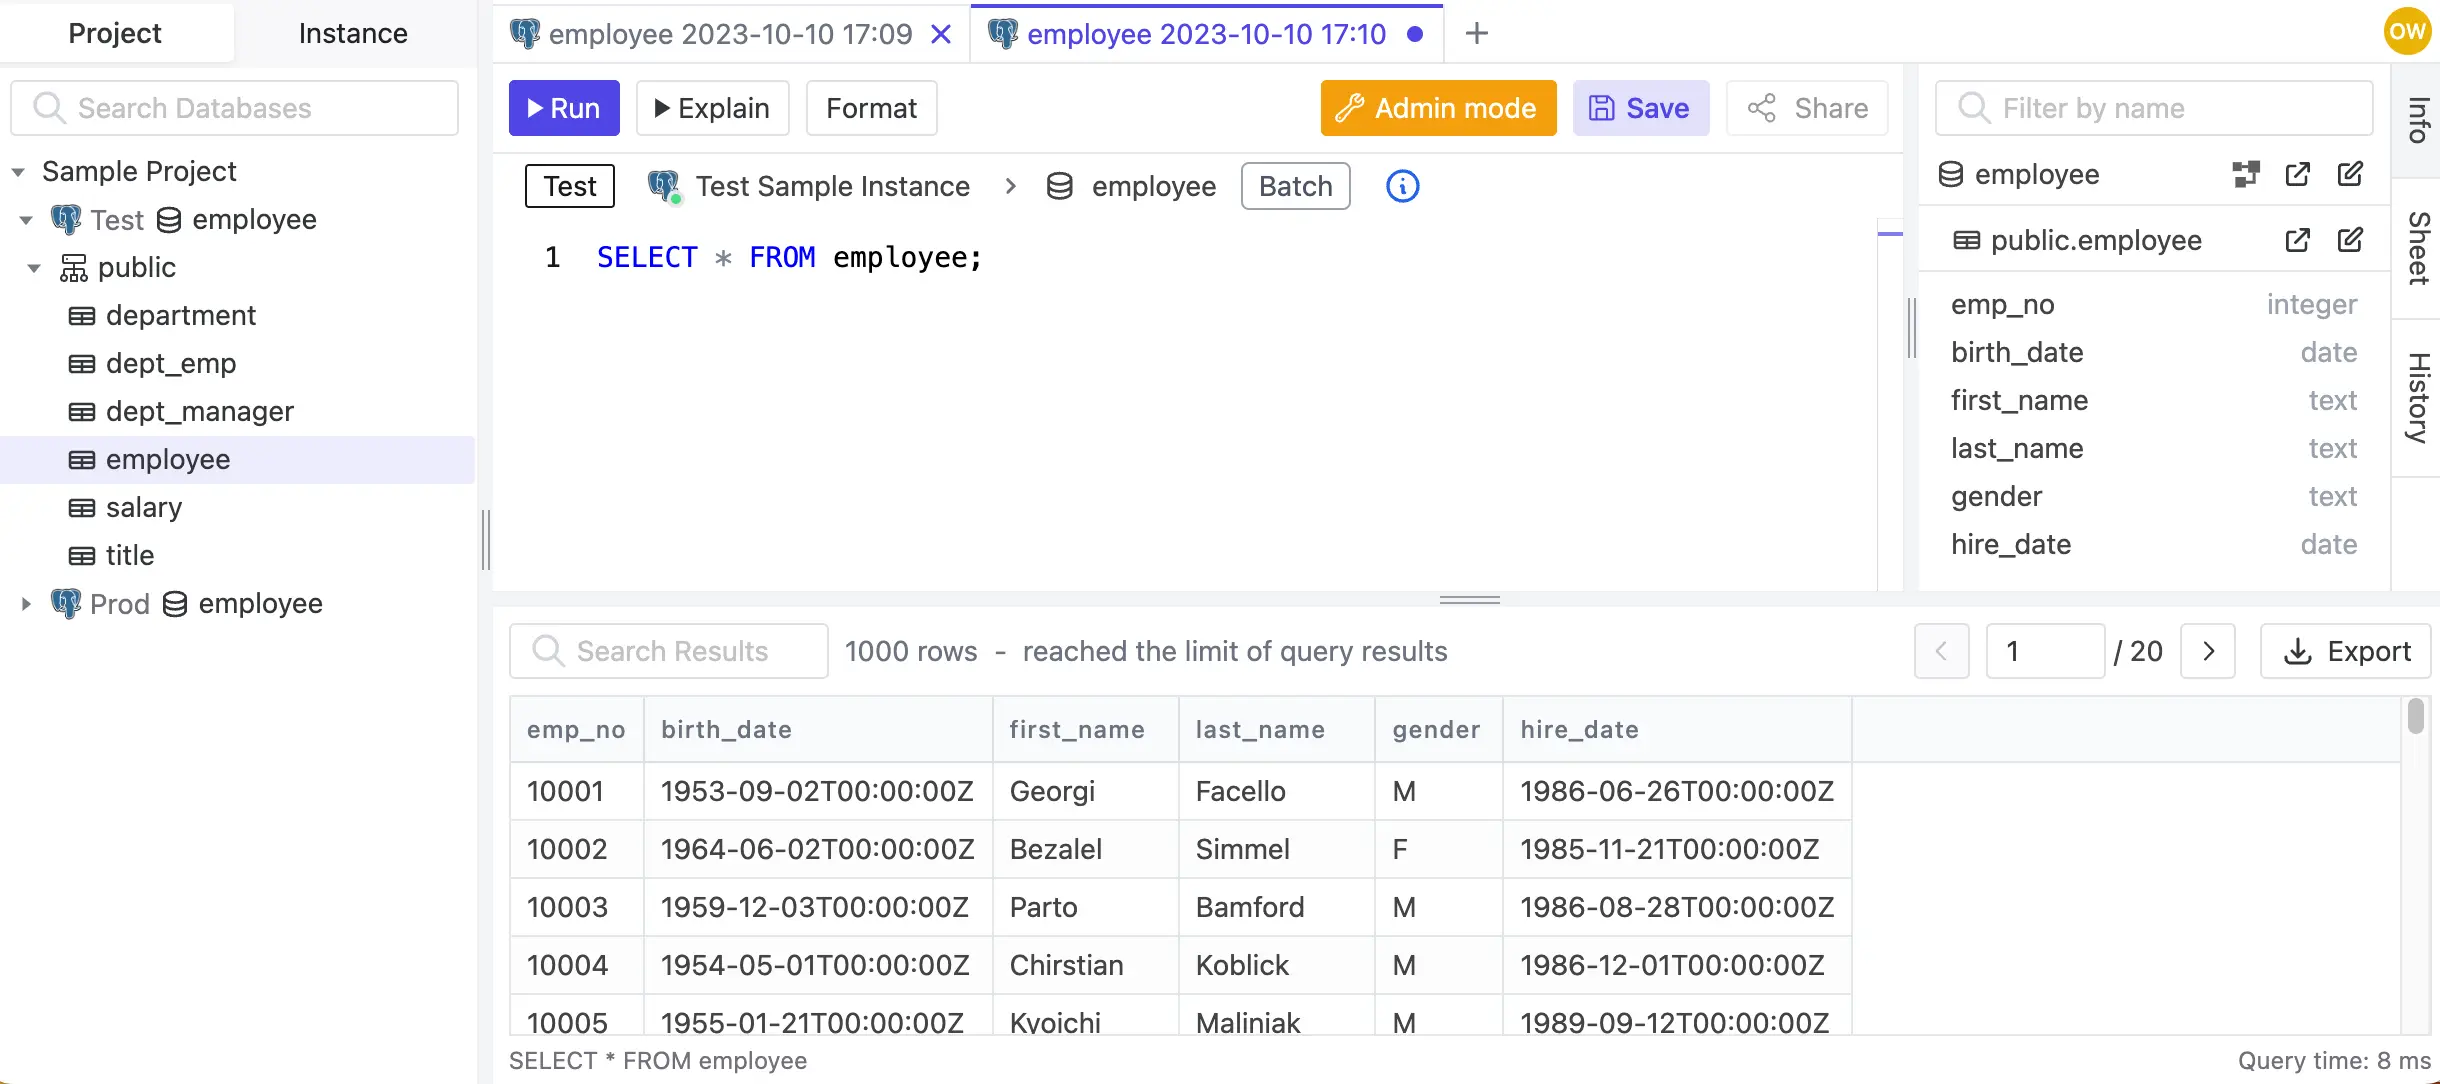 Project Instance
employee 2023-10-10 17:09 employee 2023-10-10 17:10
OW
Search Databases
Sample Project
Test employee
public
department
dept_emp
dept_manager
employee
salary
title
Prod employee
Run Explain Format Admin mode Save Share
Test Test Sample Instance employee Batch
1 SELECT * FROM employee;
Filter by name
employee
public.employee
emp_no integer
birth_date date
first_name text
last_name text
gender text
hire_date date
Info
Sheet
History
Search Results 1000 rows - reached the limit of query results 1 / 20 Export
emp_no birth_date first_name last_name gender hire_date
10001 1953-09-02T00:00:00Z Georgi Facello M 1986-06-26T00:00:00Z
10002 1964-06-02T00:00:00Z Bezalel Simmel F 1985-11-21T00:00:00Z
10003 1959-12-03T00:00:00Z Parto Bamford M 1986-08-28T00:00:00Z
10004 1954-05-01T00:00:00Z Chirstian Koblick M 1986-12-01T00:00:00Z
10005 1955-01-21T00:00:00Z Kyoichi Maliniak M 1989-09-12T00:00:00Z
SELECT * FROM employee Query time: 8 ms